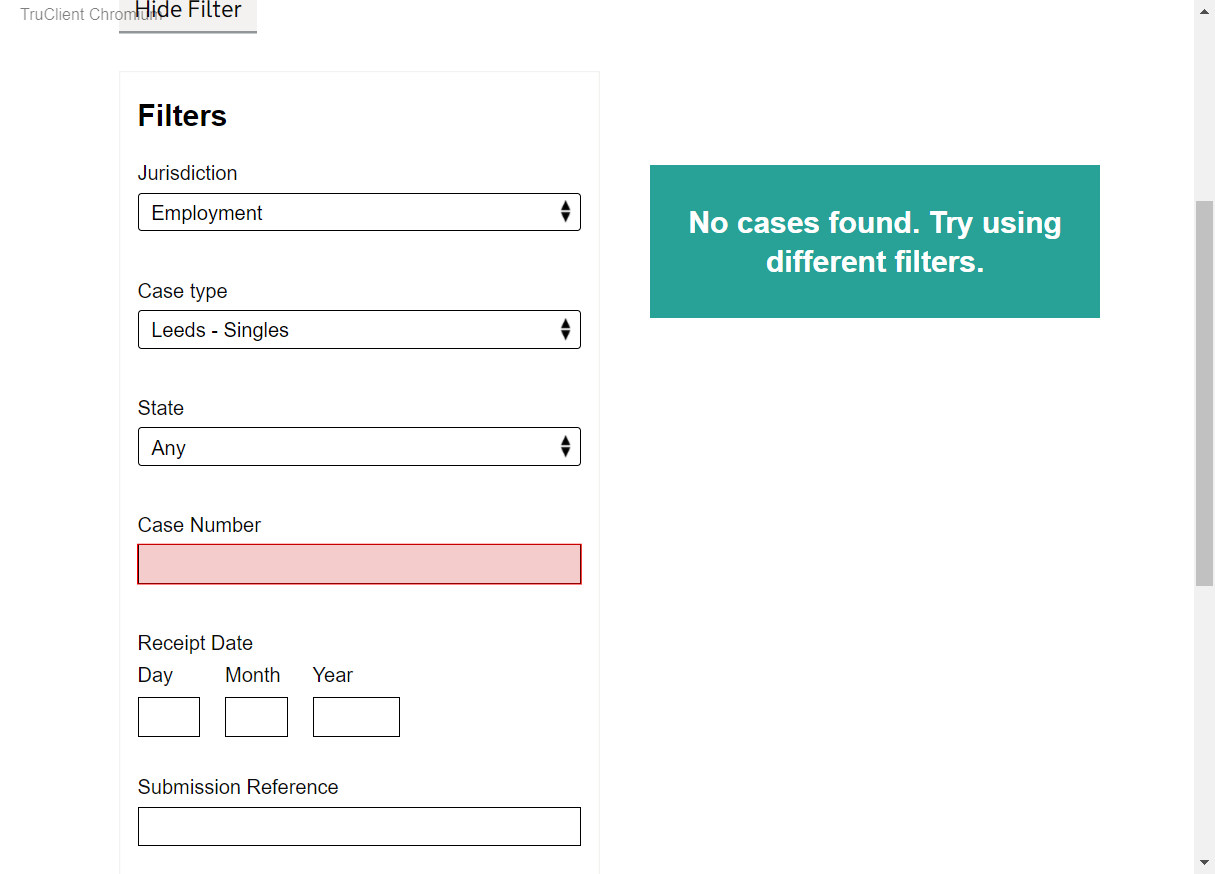 TruClient Chromium
Hide Filter
Filters
Jurisdiction
Employment
Case type
Leeds - Singles
State
Any
Case Number
Receipt Date
Day Month Year
Submission Reference
No cases found. Try using
different filters.